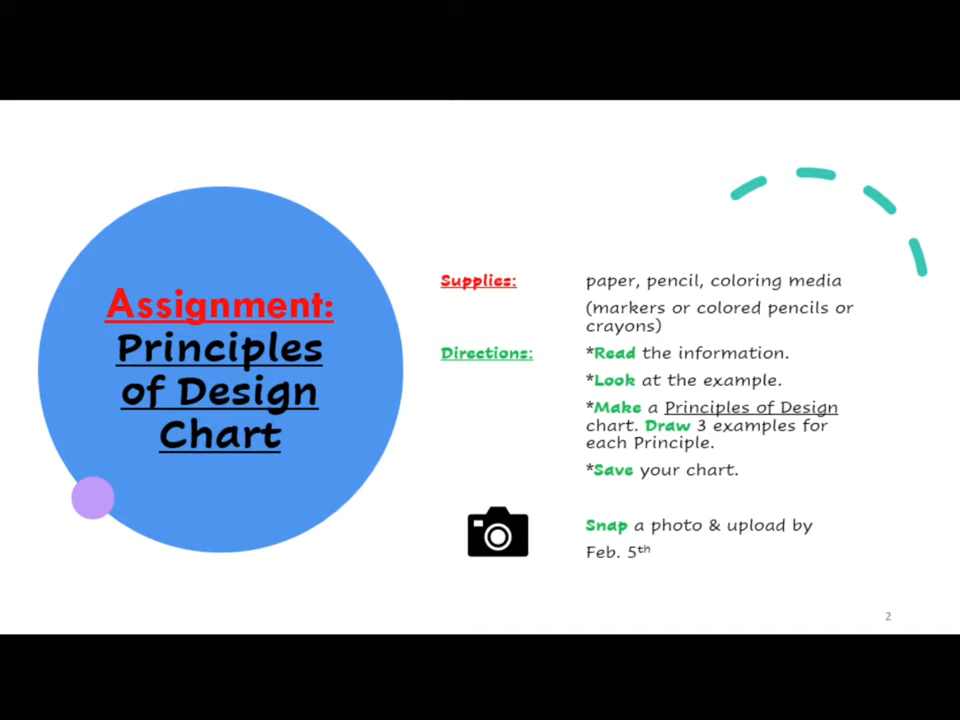 Assignment:
Principles
of Design
Chart
Supplies:
paper, pencil, coloring media
(markers or colored pencils or
crayons)
Directions:
*Read the information.
*Look at the example.
*Make a Principles of Design
chart. Draw 3 examples for
each Principle.
*Save your chart.
Snap a photo & upload by
Feb. 5th
2